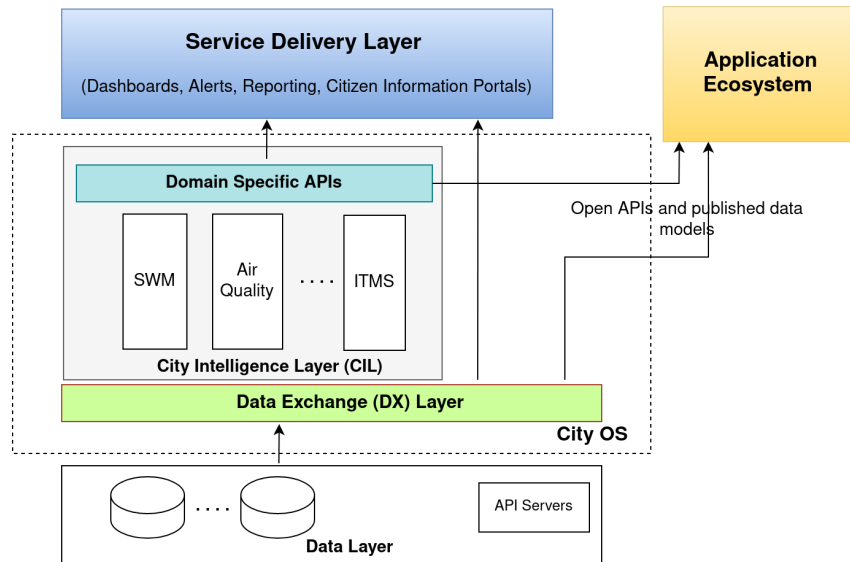 Service Delivery Layer
(Dashboards, Alerts, Reporting, Citizen Information Portals)
Application
Ecosystem
Domain Specific APIs
Open APIs and published data
models
SWM
Air
Quality
....
ITMS
City Intelligence Layer (CIL)
Data Exchange (DX) Layer
City OS
....
API Servers
Data Layer